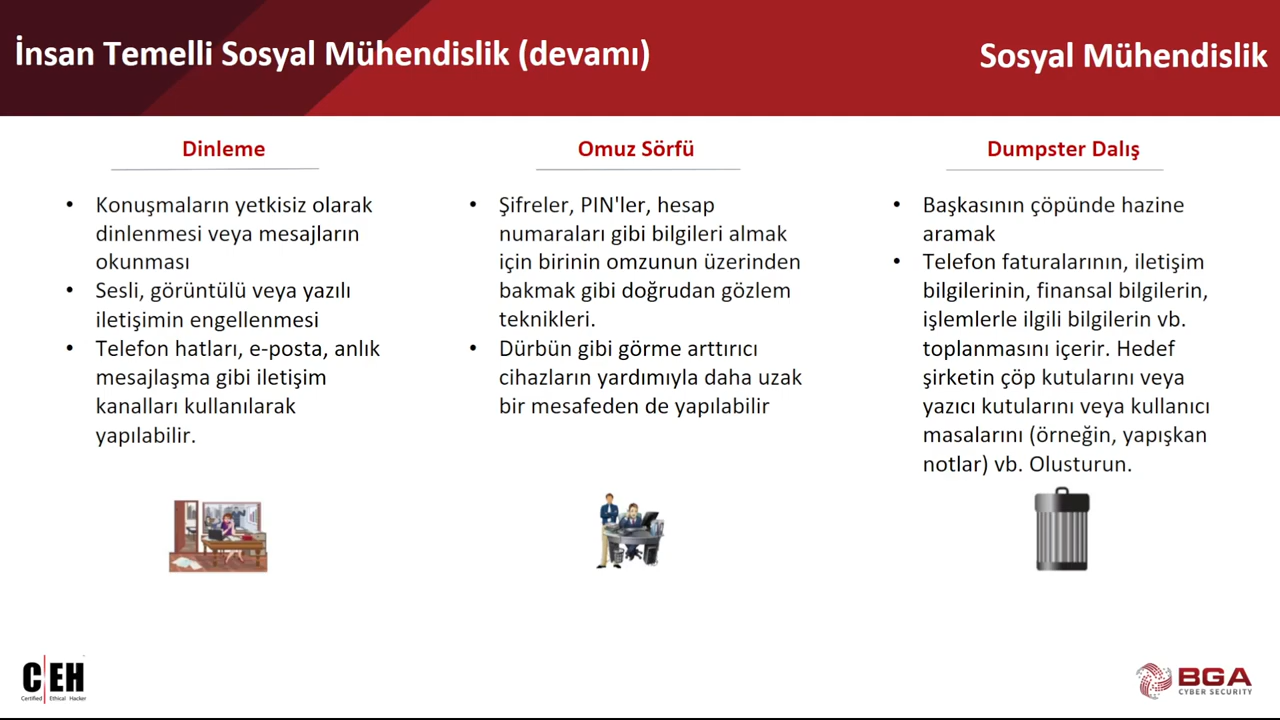 İnsan Temelli Sosyal Mühendislik (devamı)
Sosyal Mühendislik
Dinleme
• Konuşmaların yetkisiz olarak
dinlenmesi veya mesajların
okunması
• Sesli, görüntülü veya yazılı
iletişimin engellenmesi
• Telefon hatları, e-posta, anlık
mesajlaşma gibi iletişim
kanalları kullanılarak
yapılabilir.
Omuz Sörfü
• Şifreler, PIN'ler, hesap
numaraları gibi bilgileri almak
için birinin omzunun üzerinden
bakmak gibi doğrudan gözlem
teknikleri.
• Dürbün gibi görme arttırıcı
cihazların yardımıyla daha uzak
bir mesafeden de yapılabilir
Dumpster Dalış
• Başkasının çöpünde hazine
aramak
• Telefon faturalarının, iletişim
bilgilerinin, finansal bilgilerin,
işlemlerle ilgili bilgilerin vb.
toplanmasını içerir. Hedef
şirketin çöp kutularını veya
yazıcı kutularını veya kullanıcı
masalarını (örneğin, yapışkan
notlar) vb. Olusturun.
C EH
Certified Ethical Hacker
BGA
CYBER SECURITY